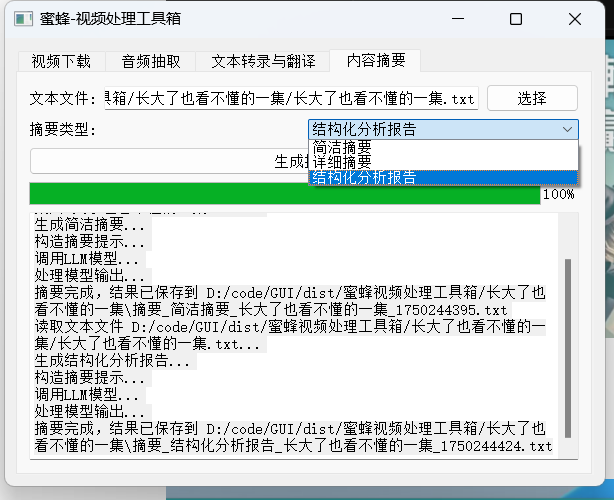 蜜蜂-视频处理工具箱
视频下载 音频抽取 文本转录与翻译 内容摘要
文本文件: 具箱/长大了也看不懂的一集/长大了也看不懂的一集.txt 选择
摘要类型: 结构化分析报告
简洁摘要
详细摘要
结构化分析报告
生成
100%
生成简洁摘要...
构造摘要提示...
调用LLM模型...
处理模型输出...
摘要完成，结果已保存到 D:/code/GUI/dist/蜜蜂视频处理工具箱/长大了也
看不懂的一集\摘要_简洁摘要_长大了也看不懂的一集_1750244395.txt
读取文本文件 D:/code/GUI/dist/蜜蜂视频处理工具箱/长大了也看不懂的一
集/长大了也看不懂的一集.txt...
生成结构化分析报告...
构造摘要提示...
调用LLM模型...
处理模型输出...
摘要完成，结果已保存到 D:/code/GUI/dist/蜜蜂视频处理工具箱/长大了也
看不懂的一集\摘要_结构化分析报告_长大了也看不懂的一集_1750244424.txt